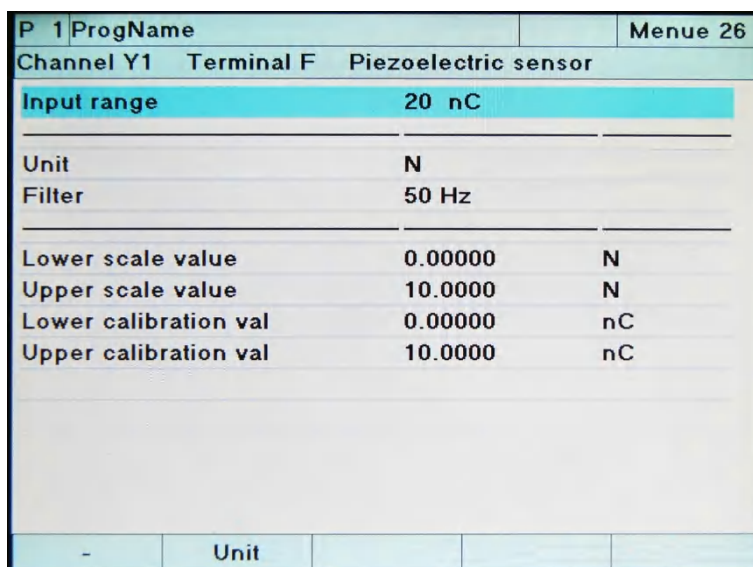 P 1 ProgName Menue 26
Channel Y1 Terminal F Piezoelectric sensor
Input range 20 nC
Unit N
Filter 50 Hz
Lower scale value 0.00000 N
Upper scale value 10.0000 N
Lower calibration val 0.00000 nC
Upper calibration val 10.0000 nC
- Unit